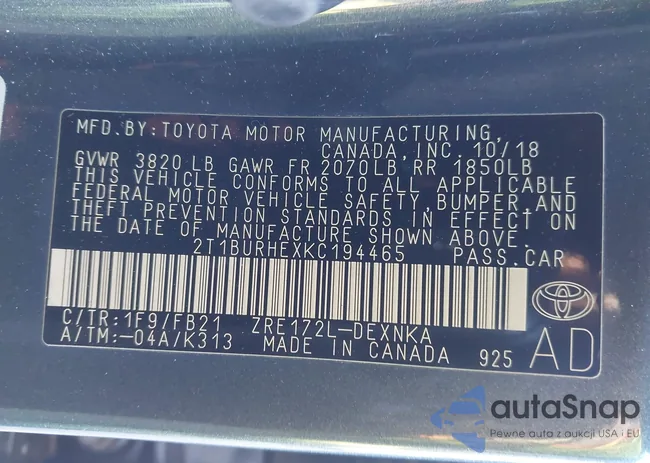 MFD. BY: TOYOTA MOTOR MANUFACTURING,
CANADA, INC. 10/18
GVWR 3820 LB GAWR FR 2070LB RR 1850LB
THIS VEHICLE CONFORMS TO ALL APPLICABLE
FEDERAL MOTOR VEHICLE SAFETY, BUMPER, AND
THEFT PREVENTION STANDARDS IN EFFECT ON
THE DATE OF MANUFACTURE SHOWN ABOVE.
2T1BURHEXKC194465 PASS.CAR
C/TR:1F9/FB21 ZRE172L-DEXNKA
A/TM:-04A/K313 MADE IN CANADA 925 AD
autaSnap
Pewne auta z aukcji USA i EU